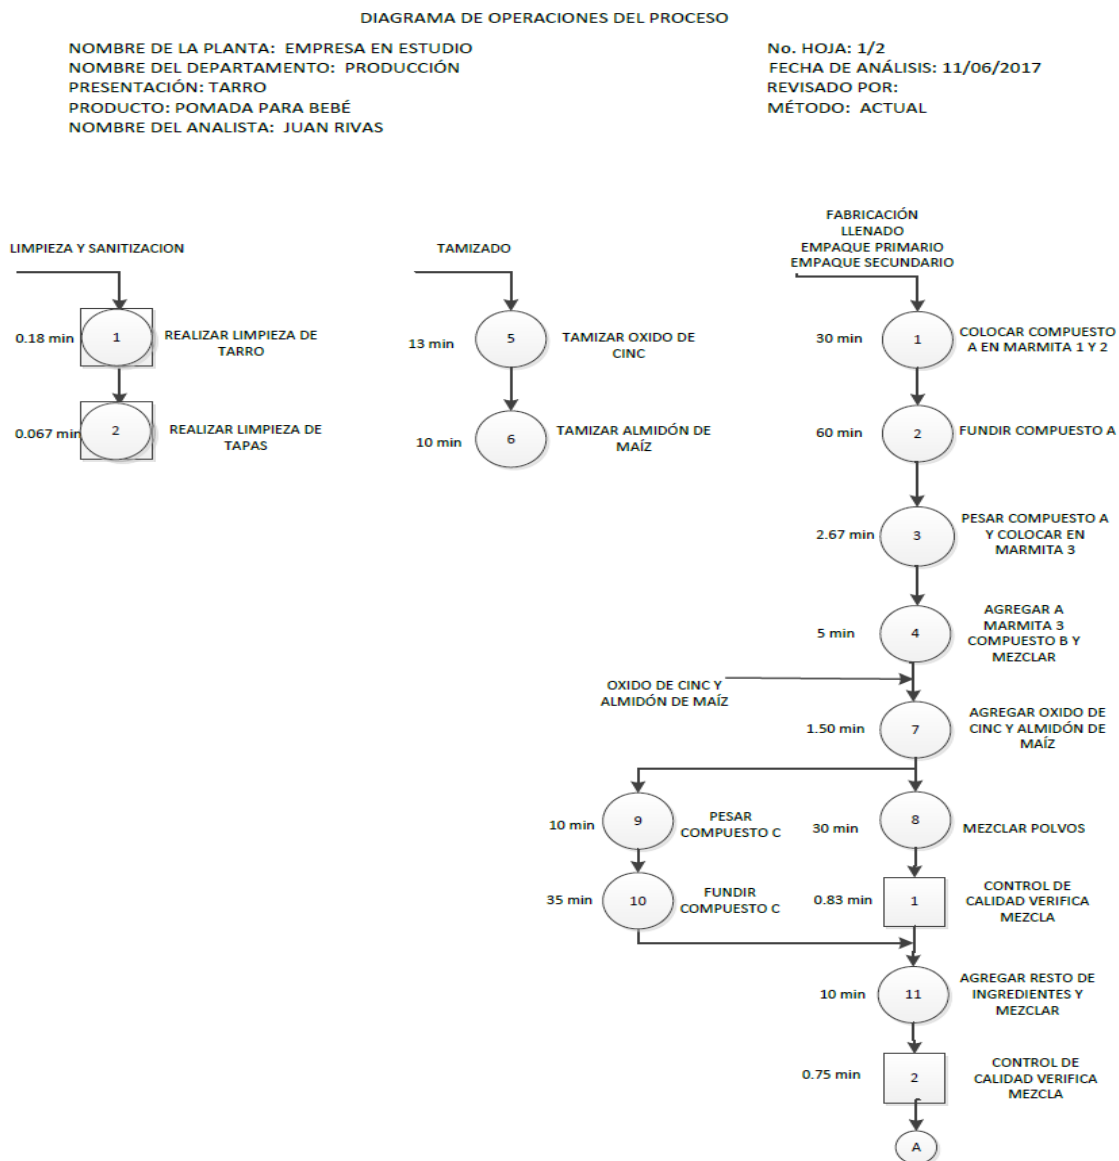 DIAGRAMA DE OPERACIONES DEL PROCESO
NOMBRE DE LA PLANTA: EMPRESA EN ESTUDIO
NOMBRE DEL DEPARTAMENTO: PRODUCCIÓN
PRESENTACIÓN: TARRO
PRODUCTO: POMADA PARA BEBÉ
NOMBRE DEL ANALISTA: JUAN RIVAS
No. HOJA: 1/2
FECHA DE ANÁLISIS: 11/06/2017
REVISADO POR:
MÉTODO: ACTUAL
LIMPIEZA Y SANITIZACION
0.18 min
1
REALIZAR LIMPIEZA DE
TARRO
0.067 min
2
REALIZAR LIMPIEZA DE
TAPAS
TAMIZADO
13 min
5
TAMIZAR OXIDO DE
CINC
10 min
6
TAMIZAR ALMIDÓN DE
MAÍZ
FABRICACIÓN
LLENADO
EMPAQUE PRIMARIO
EMPAQUE SECUNDARIO
30 min
1
COLOCAR COMPUESTO
A EN MARMITA 1 Y 2
60 min
2
FUNDIR COMPUESTO A
2.67 min
3
PESAR COMPUESTO A
Y COLOCAR EN
MARMITA 3
5 min
4
AGREGAR A
MARMITA 3
COMPUESTO B Y
MEZCLAR
OXIDO DE CINC Y
ALMIDÓN DE MAÍZ
1.50 min
7
AGREGAR OXIDO DE
CINC Y ALMIDÓN DE
MAÍZ
10 min
9
PESAR
COMPUESTO C
30 min
8
MEZCLAR POLVOS
35 min
10
FUNDIR
COMPUESTO C
0.83 min
1
CONTROL DE
CALIDAD VERIFICA
MEZCLA
10 min
11
AGREGAR RESTO DE
INGREDIENTES Y
MEZCLAR
0.75 min
2
CONTROL DE
CALIDAD VERIFICA
MEZCLA
A